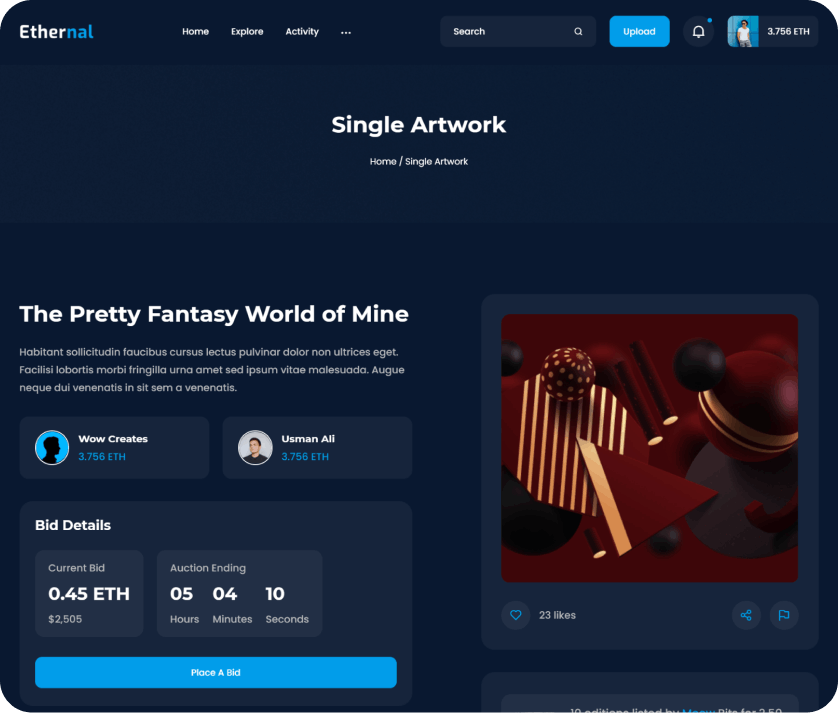 Ethernal
Home Explore Activity ...
Search
Upload
3.756 ETH
Single Artwork
Home / Single Artwork
The Pretty Fantasy World of Mine
Habitant sollicitudin faucibus cursus lectus pulvinar dolor non ultrices eget.
Facilisi lobortis morbi fringilla urna amet sed ipsum vitae malesuada. Augue
neque dui venenatis in sit sem a venenatis.
Wow Creates
3.756 ETH
Usman Ali
3.756 ETH
Bid Details
Current Bid
0.45 ETH
$2,505
Auction Ending
05 04 10
Hours Minutes Seconds
Place A Bid
23 likes
10 editions listed by Meow Bits for 2.50